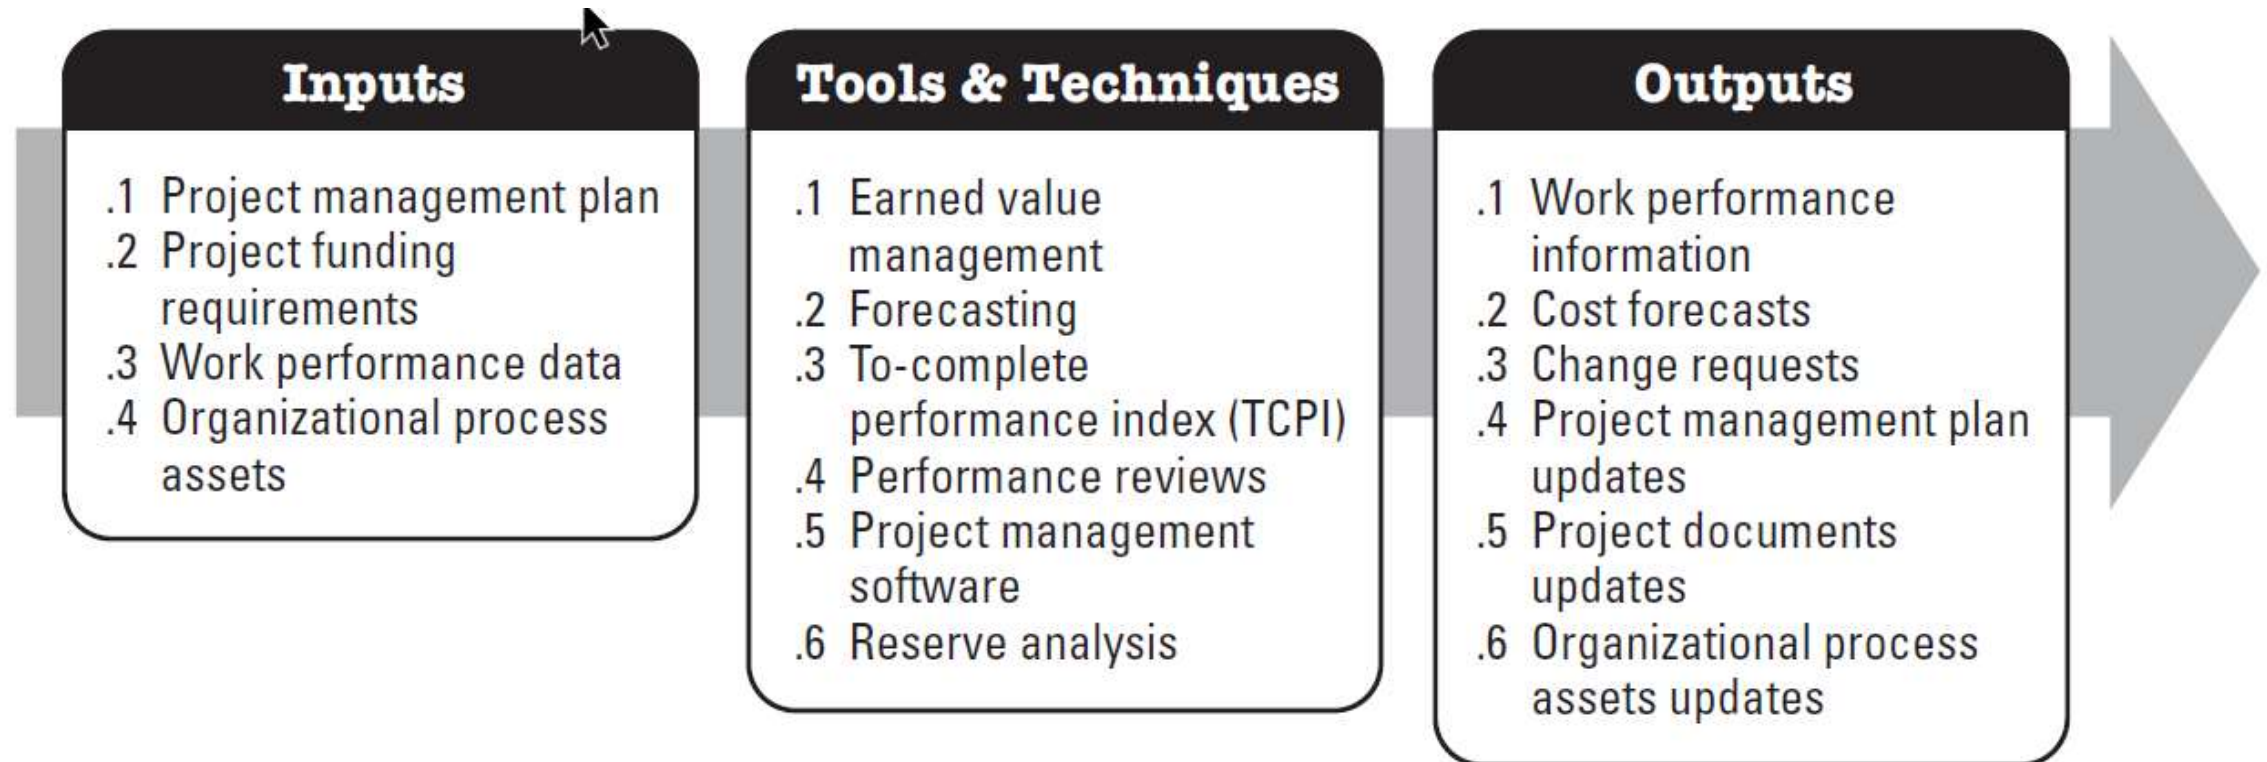 Inputs
.1 Project management plan
.2 Project funding
requirements
.3 Work performance data
.4 Organizational process
assets
Tools & Techniques
.1 Earned value
management
.2 Forecasting
.3 To-complete
performance index (TCPI)
.4 Performance reviews
.5 Project management
software
.6 Reserve analysis
Outputs
.1 Work performance
information
.2 Cost forecasts
.3 Change requests
.4 Project management plan
updates
.5 Project documents
updates
.6 Organizational process
assets updates